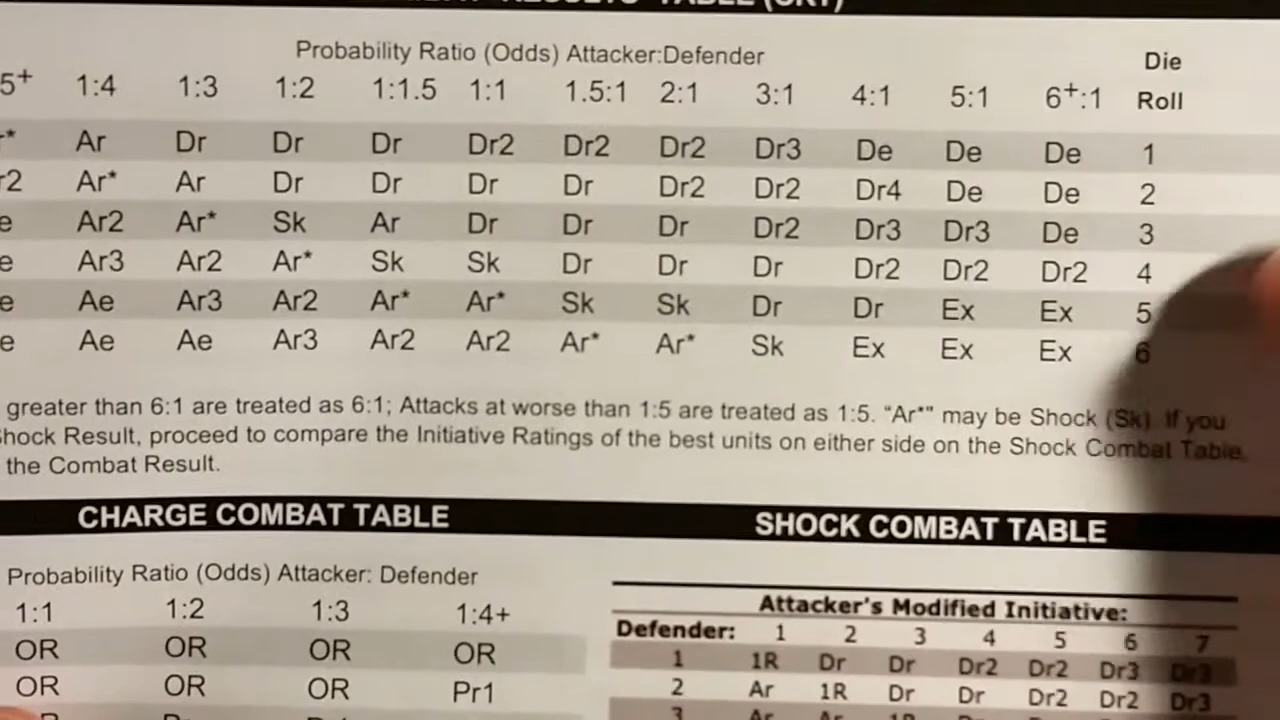 RESULTS TABLE (CRT)
Probability Ratio (Odds) Attacker:Defender Die
5+ 1:4 1:3 1:2 1:1.5 1:1 1.5:1 2:1 3:1 4:1 5:1 6+:1 Roll
* Ar Dr Dr Dr Dr2 Dr2 Dr2 Dr3 De De De 1
r2 Ar* Ar Dr Dr Dr Dr Dr2 Dr2 Dr4 De De 2
e Ar2 Ar* Sk Ar Dr Dr Dr Dr2 Dr3 Dr3 De 3
e Ar3 Ar2 Ar* Sk Sk Dr Dr Dr Dr2 Dr2 Dr2 4
e Ae Ar3 Ar2 Ar* Ar* Sk Sk Dr Dr Ex Ex 5
e Ae Ae Ar3 Ar2 Ar2 Ar* Ar* Sk Ex Ex Ex 6
greater than 6:1 are treated as 6:1; Attacks at worse than 1:5 are treated as 1:5. "Ar*" may be Shock (Sk). If you
Shock Result, proceed to compare the Initiative Ratings of the best units on either side on the Shock Combat Table.
the Combat Result.
CHARGE COMBAT TABLE
Probability Ratio (Odds) Attacker: Defender
1:1 1:2 1:3 1:4+
OR OR OR OR
OR OR OR Pr1
SHOCK COMBAT TABLE
Attacker's Modified Initiative:
Defender: 1 2 3 4 5 6 7
1 1R Dr Dr Dr2 Dr2 Dr3 Dr3
2 Ar 1R Dr Dr Dr2 Dr2 Dr3
3 Ar Ar 1R